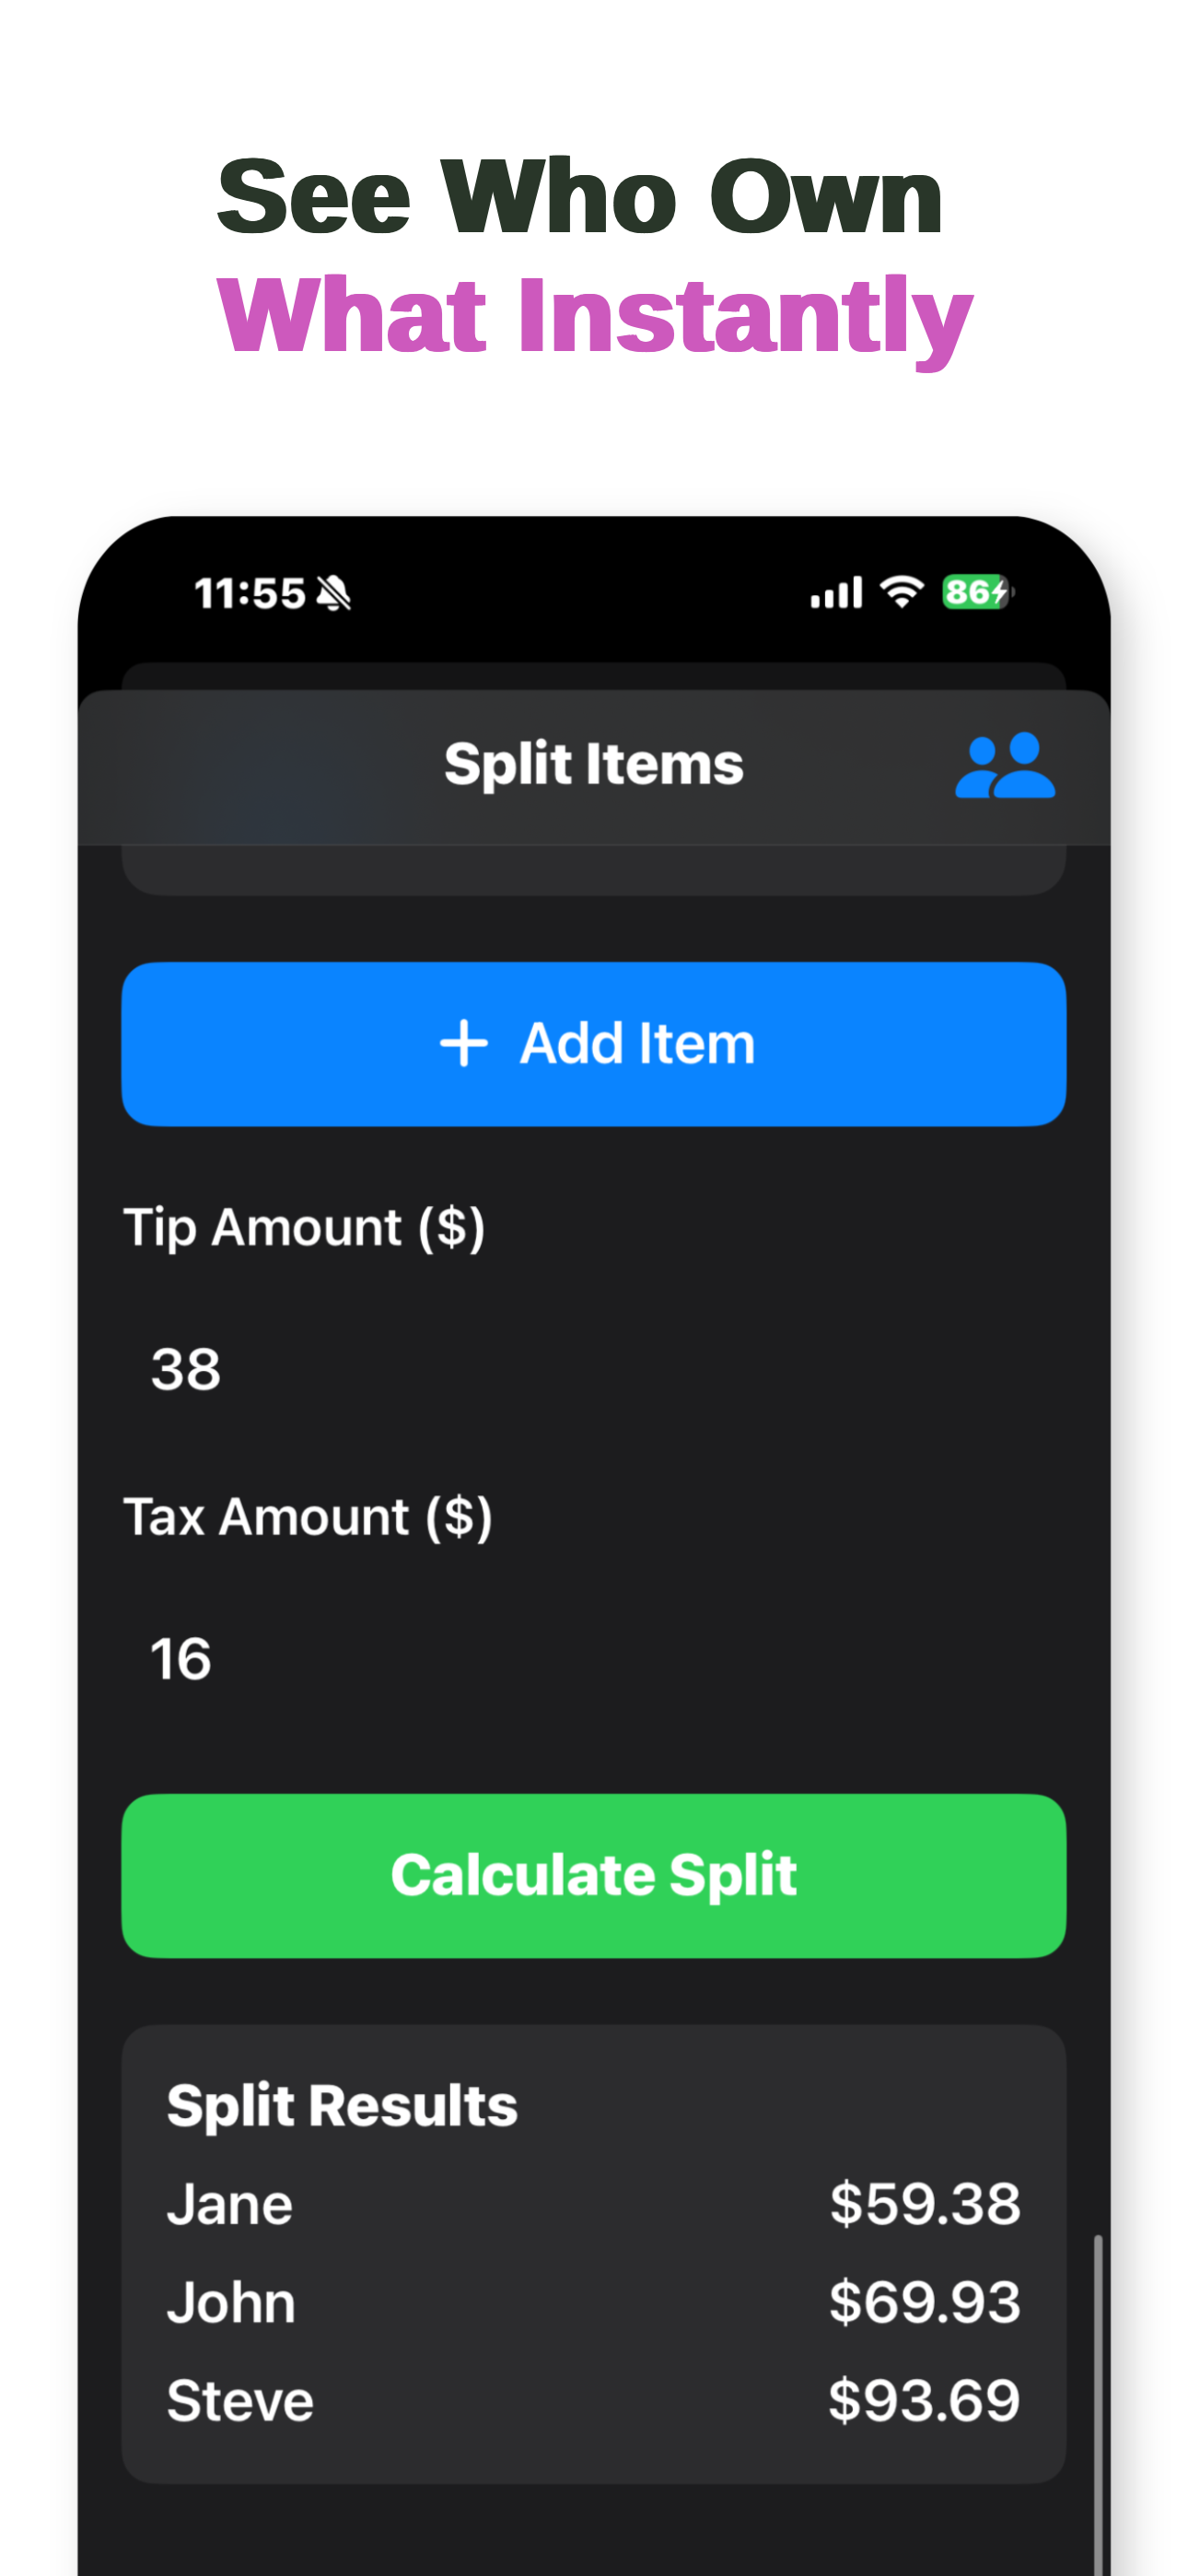 See Who Own
What Instantly
11:55
86
Split Items
+ Add Item
Tip Amount ($)
38
Tax Amount ($)
16
Calculate Split
Split Results
Jane $59.38
John $69.93
Steve $93.69